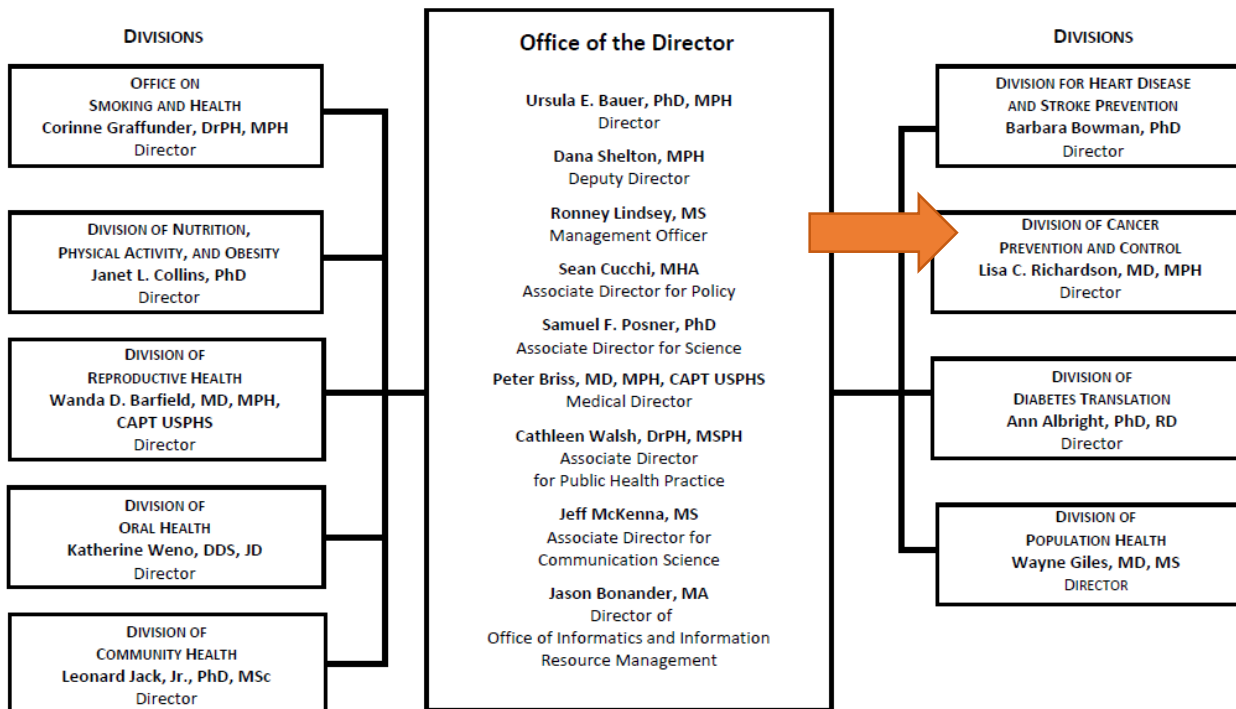 DIVISIONS
OFFICE ON
SMOKING AND HEALTH
Corinne Graffunder, DrPH, MPH
Director
DIVISION OF NUTRITION,
PHYSICAL ACTIVITY, AND OBESITY
Janet L. Collins, PhD
Director
DIVISION OF
REPRODUCTIVE HEALTH
Wanda D. Barfield, MD, MPH,
CAPT USPHS
Director
DIVISION OF
ORAL HEALTH
Katherine Weno, DDS, JD
Director
DIVISION OF
COMMUNITY HEALTH
Leonard Jack, Jr., PhD, MSc
Director
Office of the Director
Ursula E. Bauer, PhD, MPH
Director
Dana Shelton, MPH
Deputy Director
Ronney Lindsey, MS
Management Officer
Sean Cucchi, MHA
Associate Director for Policy
Samuel F. Posner, PhD
Associate Director for Science
Peter Briss, MD, MPH, CAPT USPHS
Medical Director
Cathleen Walsh, DrPH, MSPH
Associate Director
for Public Health Practice
Jeff McKenna, MS
Associate Director for
Communication Science
Jason Bonander, MA
Director of
Office of Informatics and Information
Resource Management
DIVISIONS
DIVISION FOR HEART DISEASE
AND STROKE PREVENTION
Barbara Bowman, PhD
Director
DIVISION OF CANCER
PREVENTION AND CONTROL
Lisa C. Richardson, MD, MPH
Director
DIVISION OF
DIABETES TRANSLATION
Ann Albright, PhD, RD
Director
DIVISION OF
POPULATION HEALTH
Wayne Giles, MD, MS
DIRECTOR